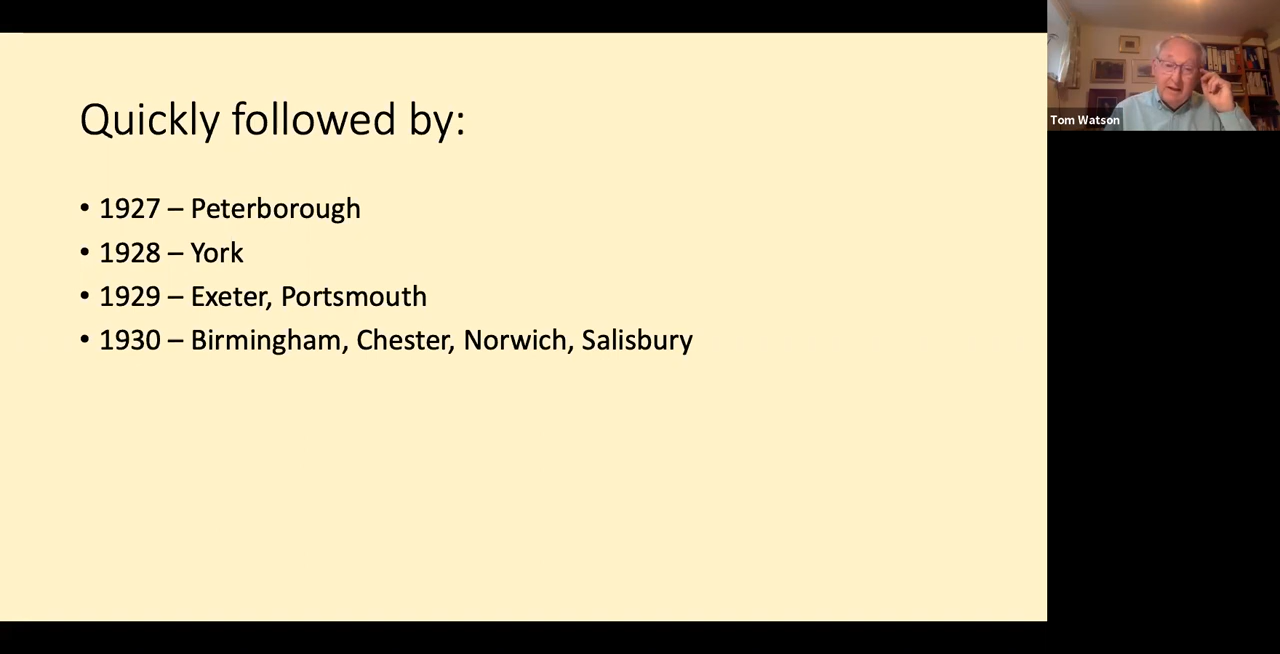 Quickly followed by:
• 1927 – Peterborough
• 1928 – York
• 1929 – Exeter, Portsmouth
• 1930 – Birmingham, Chester, Norwich, Salisbury
Tom Watson